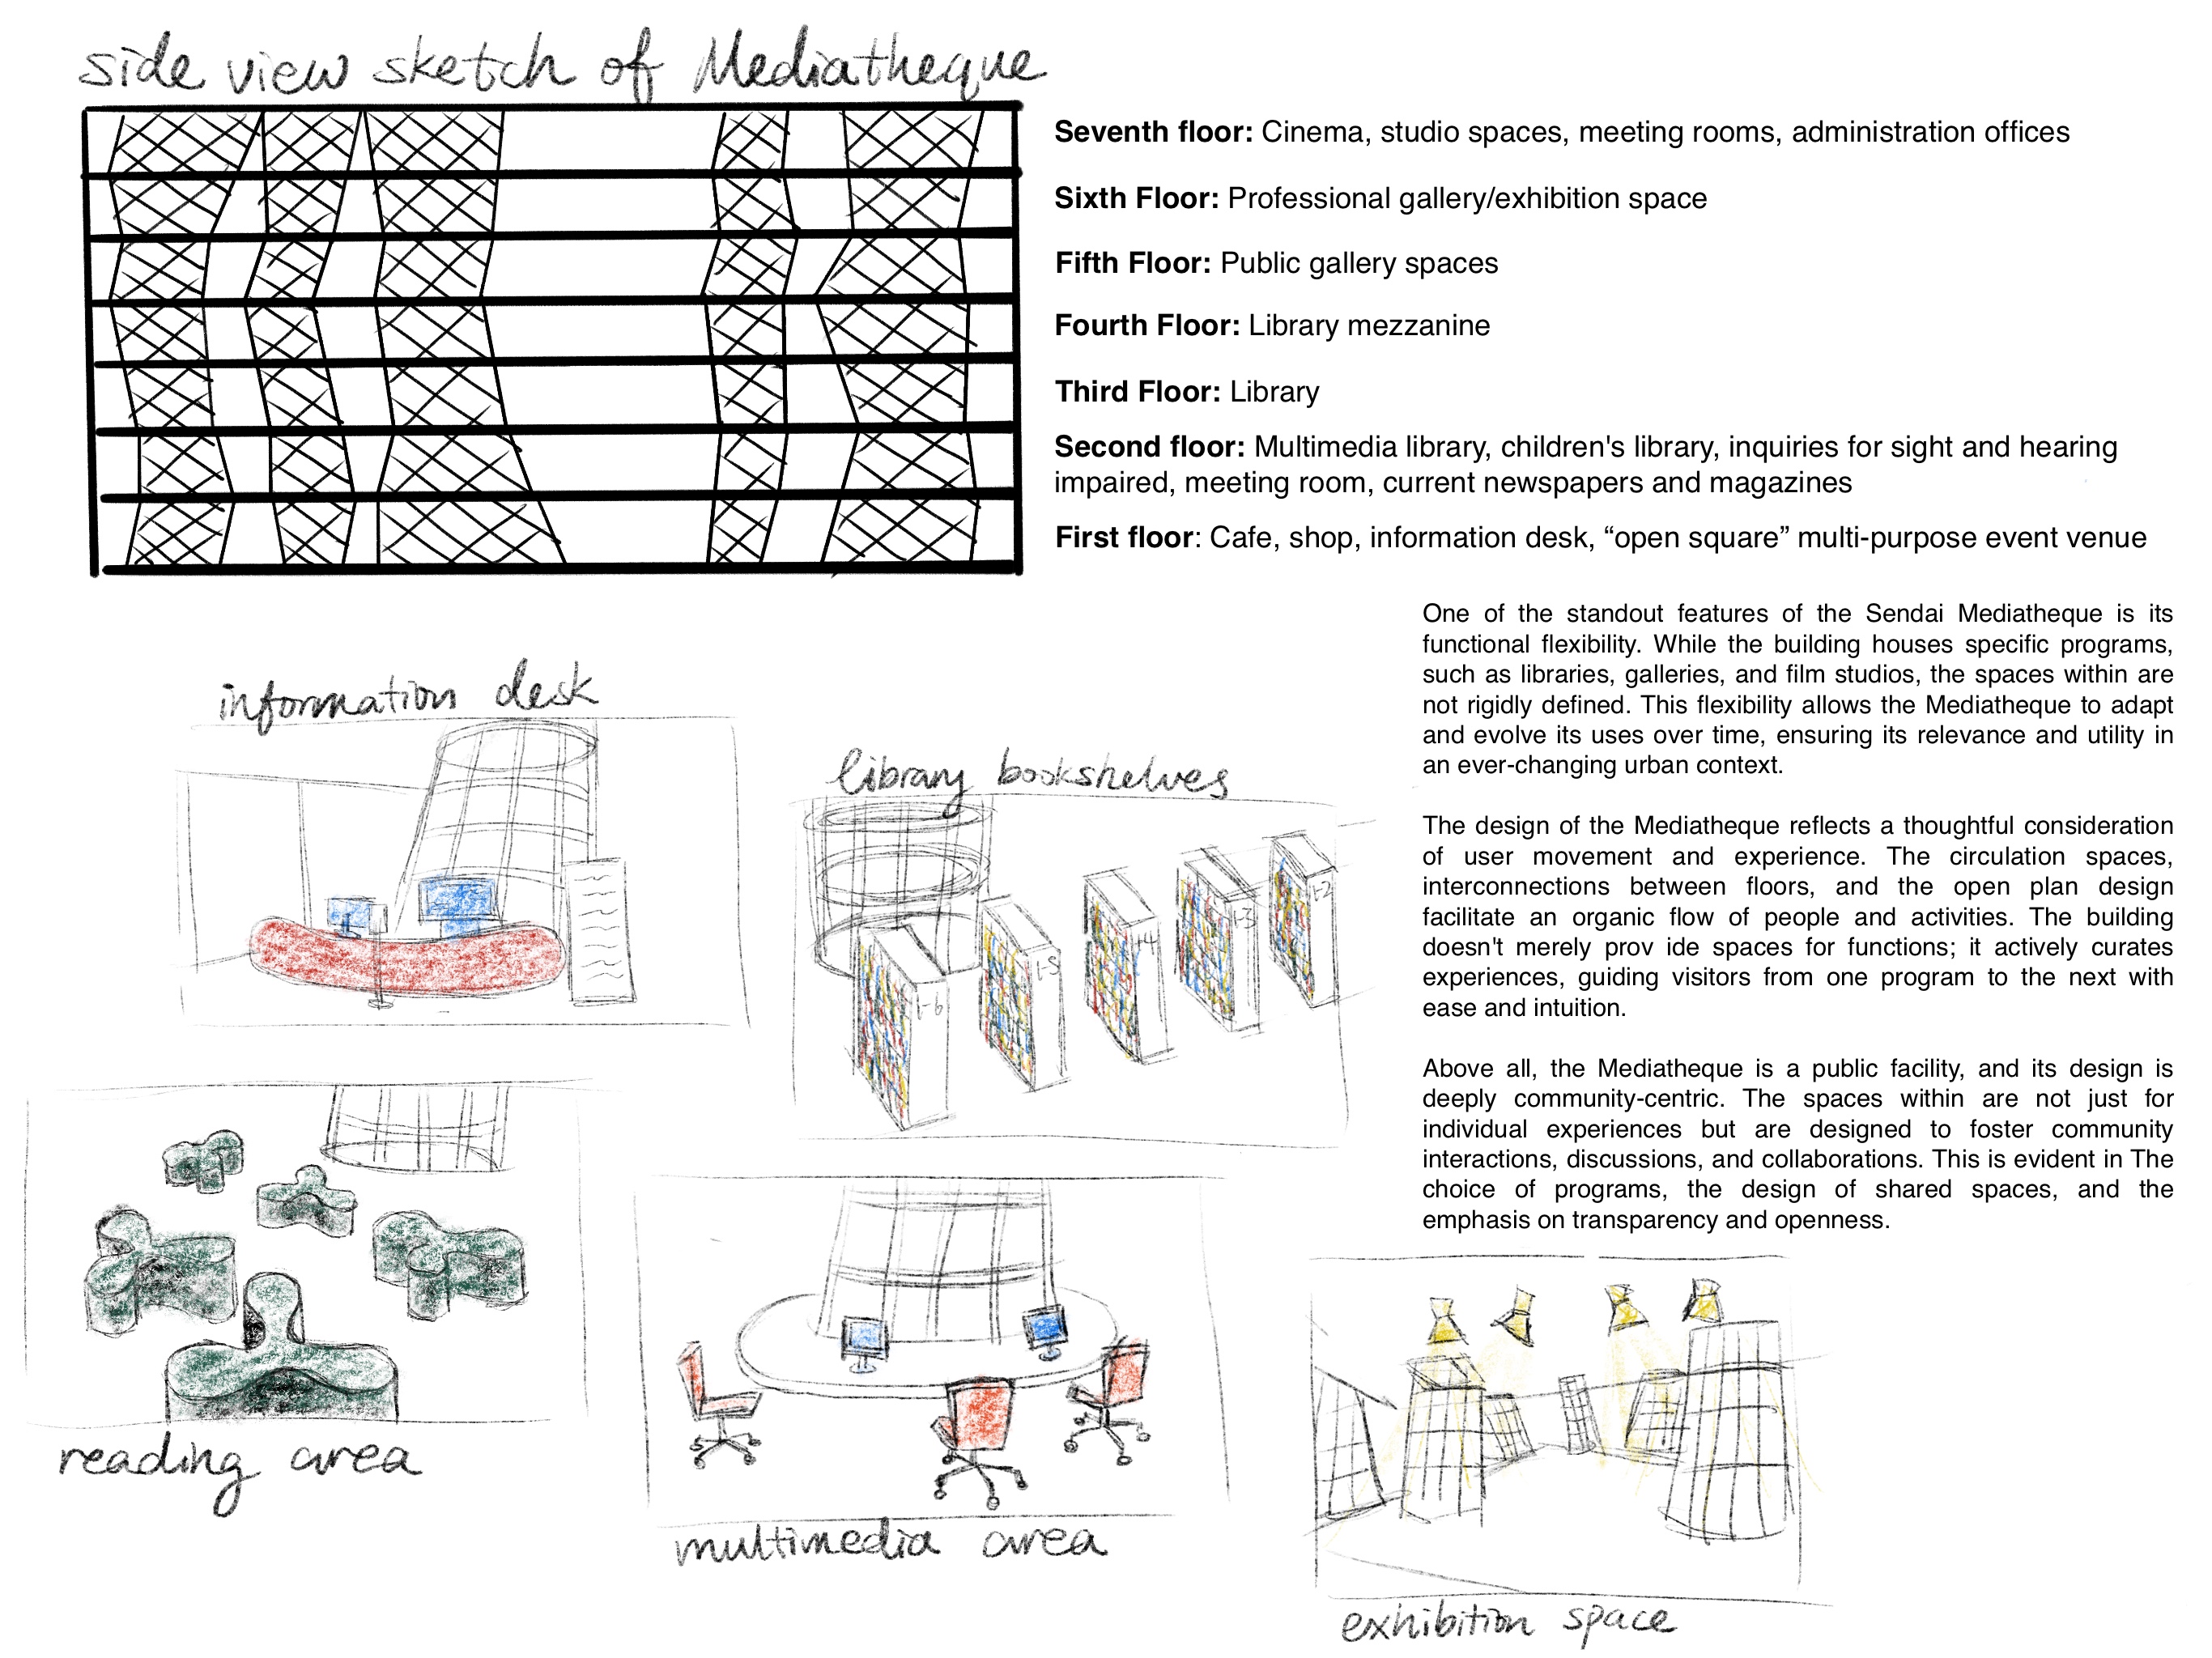 side view sketch of Mediatheque
Seventh floor: Cinema, studio spaces, meeting rooms, administration offices
Sixth Floor: Professional gallery/exhibition space
Fifth Floor: Public gallery spaces
Fourth Floor: Library mezzanine
Third Floor: Library
Second floor: Multimedia library, children's library, inquiries for sight and hearing
impaired, meeting room, current newspapers and magazines
First floor: Cafe, shop, information desk, “open square” multi-purpose event venue
One of the standout features of the Sendai Mediatheque is its
functional flexibility. While the building houses specific programs,
such as libraries, galleries, and film studios, the spaces within are
not rigidly defined. This flexibility allows the Mediatheque to adapt
and evolve its uses over time, ensuring its relevance and utility in
an ever-changing urban context.
The design of the Mediatheque reflects a thoughtful consideration
of user movement and experience. The circulation spaces,
interconnections between floors, and the open plan design
facilitate an organic flow of people and activities. The building
doesn't merely prov ide spaces for functions; it actively curates
experiences, guiding visitors from one program to the next with
ease and intuition.
Above all, the Mediatheque is a public facility, and its design is
deeply community-centric. The spaces within are not just for
individual experiences but are designed to foster community
interactions, discussions, and collaborations. This is evident in The
choice of programs, the design of shared spaces, and the
emphasis on transparency and openness.
information desk
library bookshelves
1-6
1-5
1-4
1-3
1-2
reading area
multimedia area
exhibition space